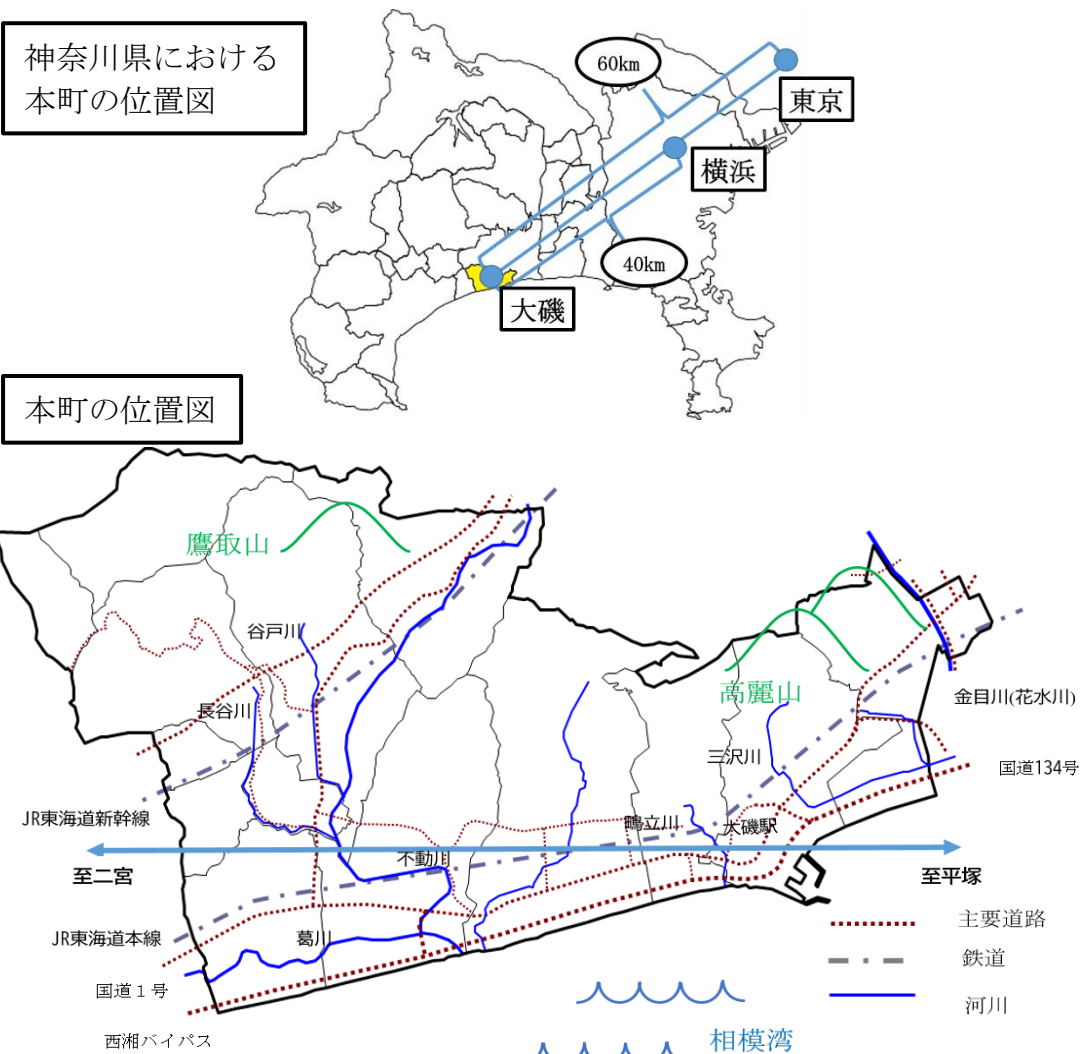 神奈川県における
本町の位置図
60km
東京
横浜
40km
大磯
本町の位置図
鷹取山
谷戸川
高麗山
長谷川
金目川(花水川)
三沢川
国道134号
JR東海道新幹線
鴫立川
大磯駅
不動川
至二宮
至平塚
主要道路
JR東海道本線
葛川
鉄道
国道１号
河川
西湘バイパス
相模湾